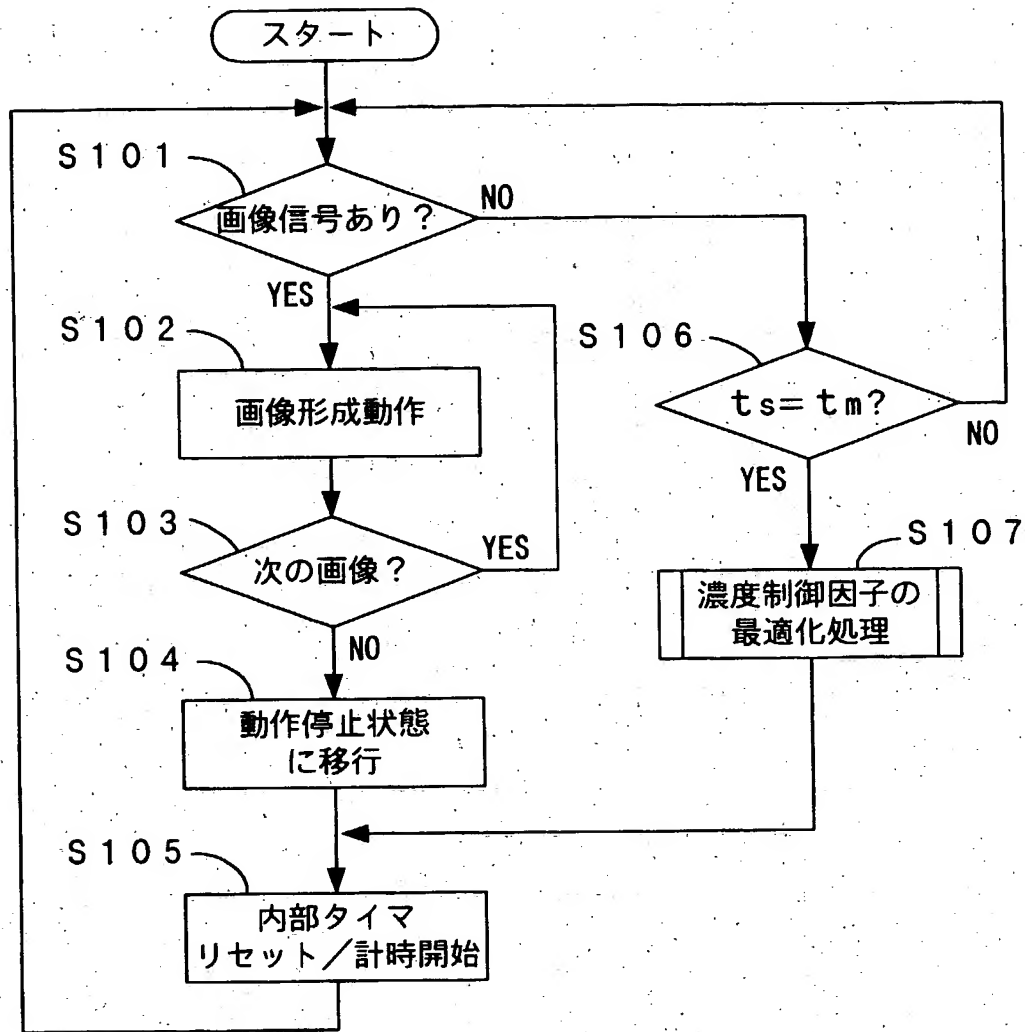 スタート
S101
画像信号あり？
NO
YES
S102
画像形成動作
S106
ts=tm?
NO
YES
S103
次の画像？
YES
NO
S107
濃度制御因子の
最適化処理
S104
動作停止状態
に移行
S105
内部タイマ
リセット／計時開始